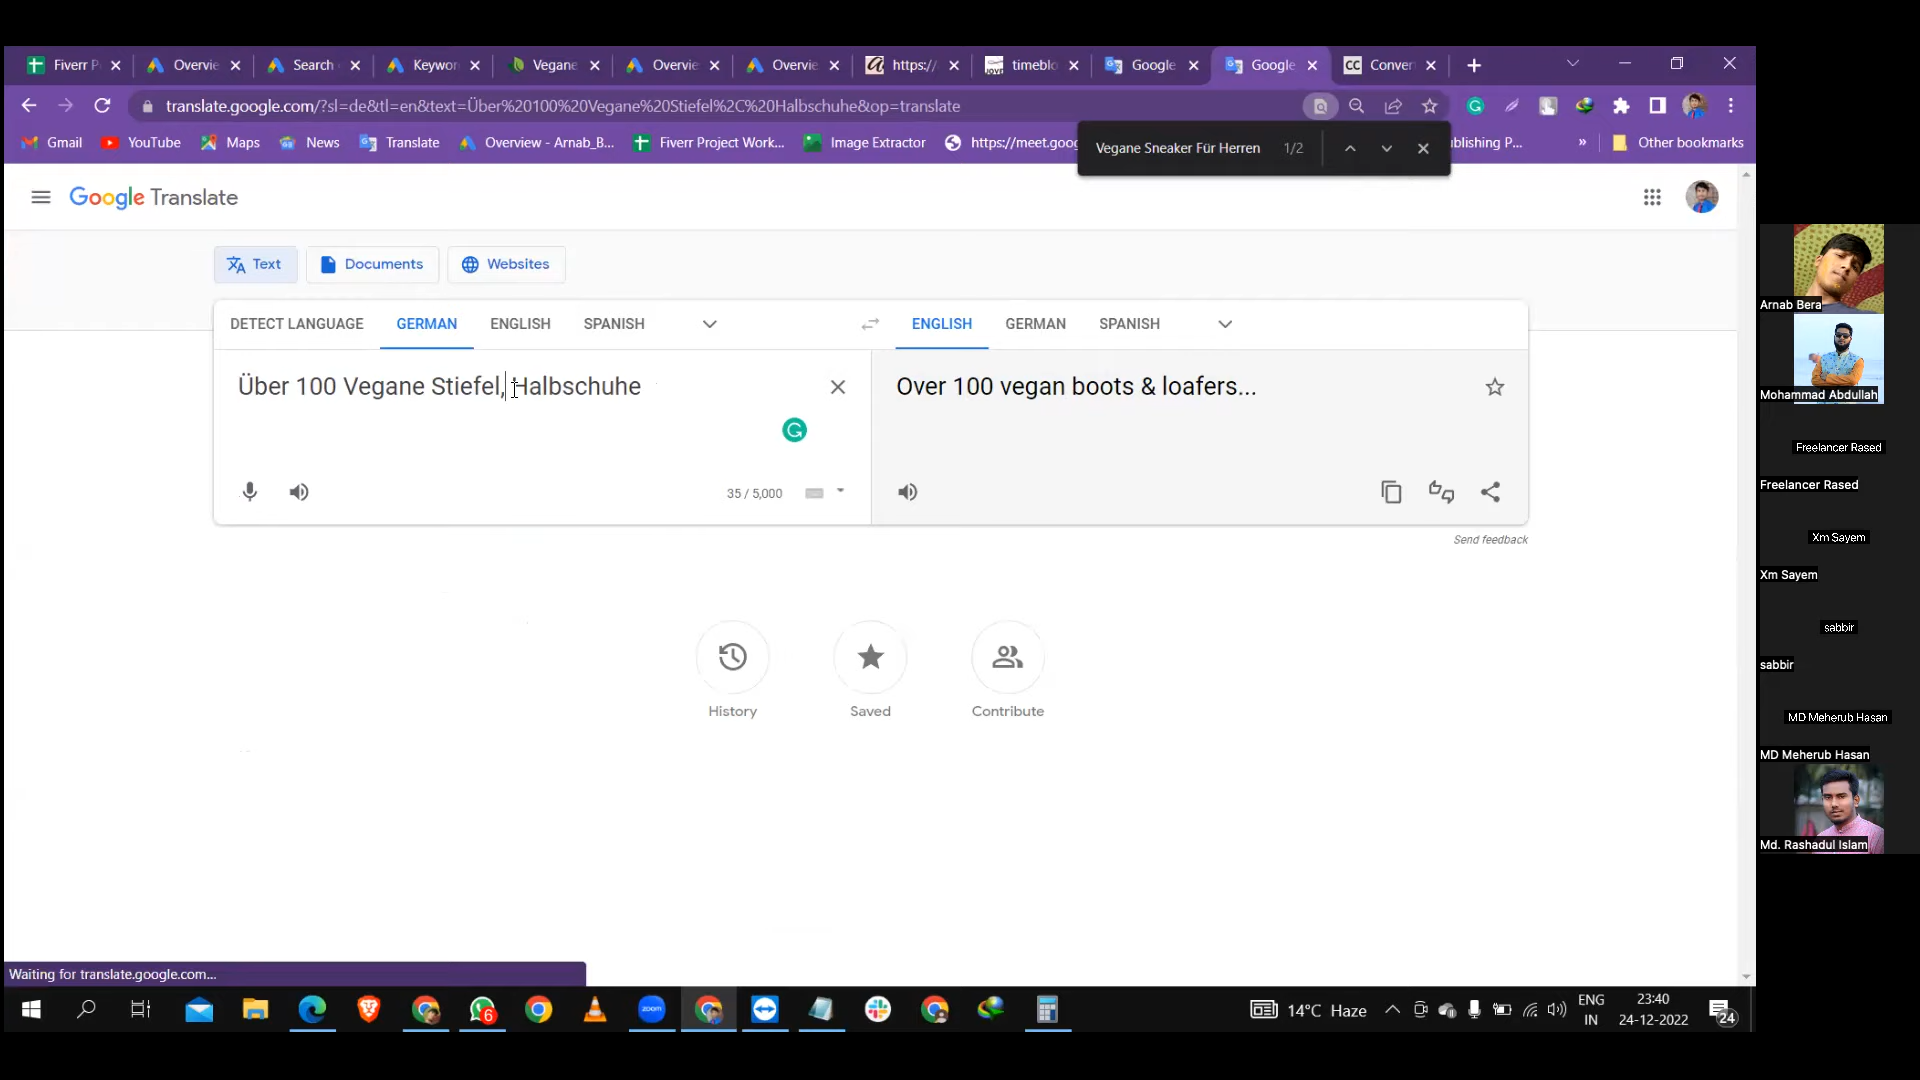 Fiverr P
Overvie
Search
Keywor
Vegane
Overvie
Overvie
https://
timeblo
Google
Google
Conver
translate.google.com/?sl=de&tl=en&text=Über%20100%20Vegane%20Stiefel%2C%20Halbschuhe&op=translate
Gmail
YouTube
Maps
News
Translate
Overview - Arnab_B...
Fiverr Project Work...
Image Extractor
https://meet.goog
Vegane Sneaker Für Herren 1/2
blishing P...
»
Other bookmarks
Google Translate
Text
Documents
Websites
DETECT LANGUAGE GERMAN ENGLISH SPANISH
ENGLISH GERMAN SPANISH
Über 100 Vegane Stiefel, Halbschuhe
Over 100 vegan boots & loafers...
35 / 5,000
Send feedback
History
Saved
Contribute
Waiting for translate.google.com...
zoom
6
14°C Haze
ENG
IN
23:40
24-12-2022
24
Arnab Bera
Mohammad Abdullah
Freelancer Rased
Freelancer Rased
Xm Sayem
Xm Sayem
sabbir
sabbir
MD Meherub Hasan
MD Meherub Hasan
Md. Rashadul Islam